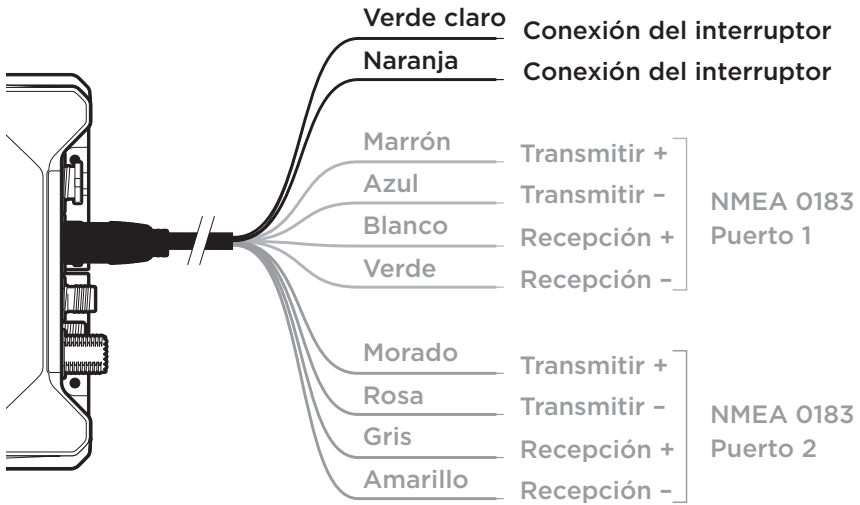 Verde claro Conexión del interruptor
Naranja Conexión del interruptor
Marrón Transmitir +
Azul Transmitir –
Blanco Recepción +
Verde Recepción –
NMEA 0183
Puerto 1
Morado Transmitir +
Rosa Transmitir –
Gris Recepción +
Amarillo Recepción –
NMEA 0183
Puerto 2